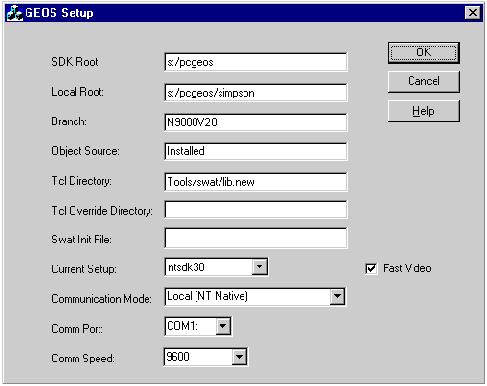 GEOS Setup
SDK Root
s:/pcgeos
OK
Cancel
Local Root:
s:/pcgeos/simpson
Help
Branch:
N9000V20
Object Source:
Installed
Tcl Directory:
Tools/swat/lib.new
Tcl Override Directory:
Swat Init File:
Current Setup:
ntsdk30
Fast Video
Communication Mode:
Local (NT Native)
Comm Port:
COM1:
Comm Speed:
9600